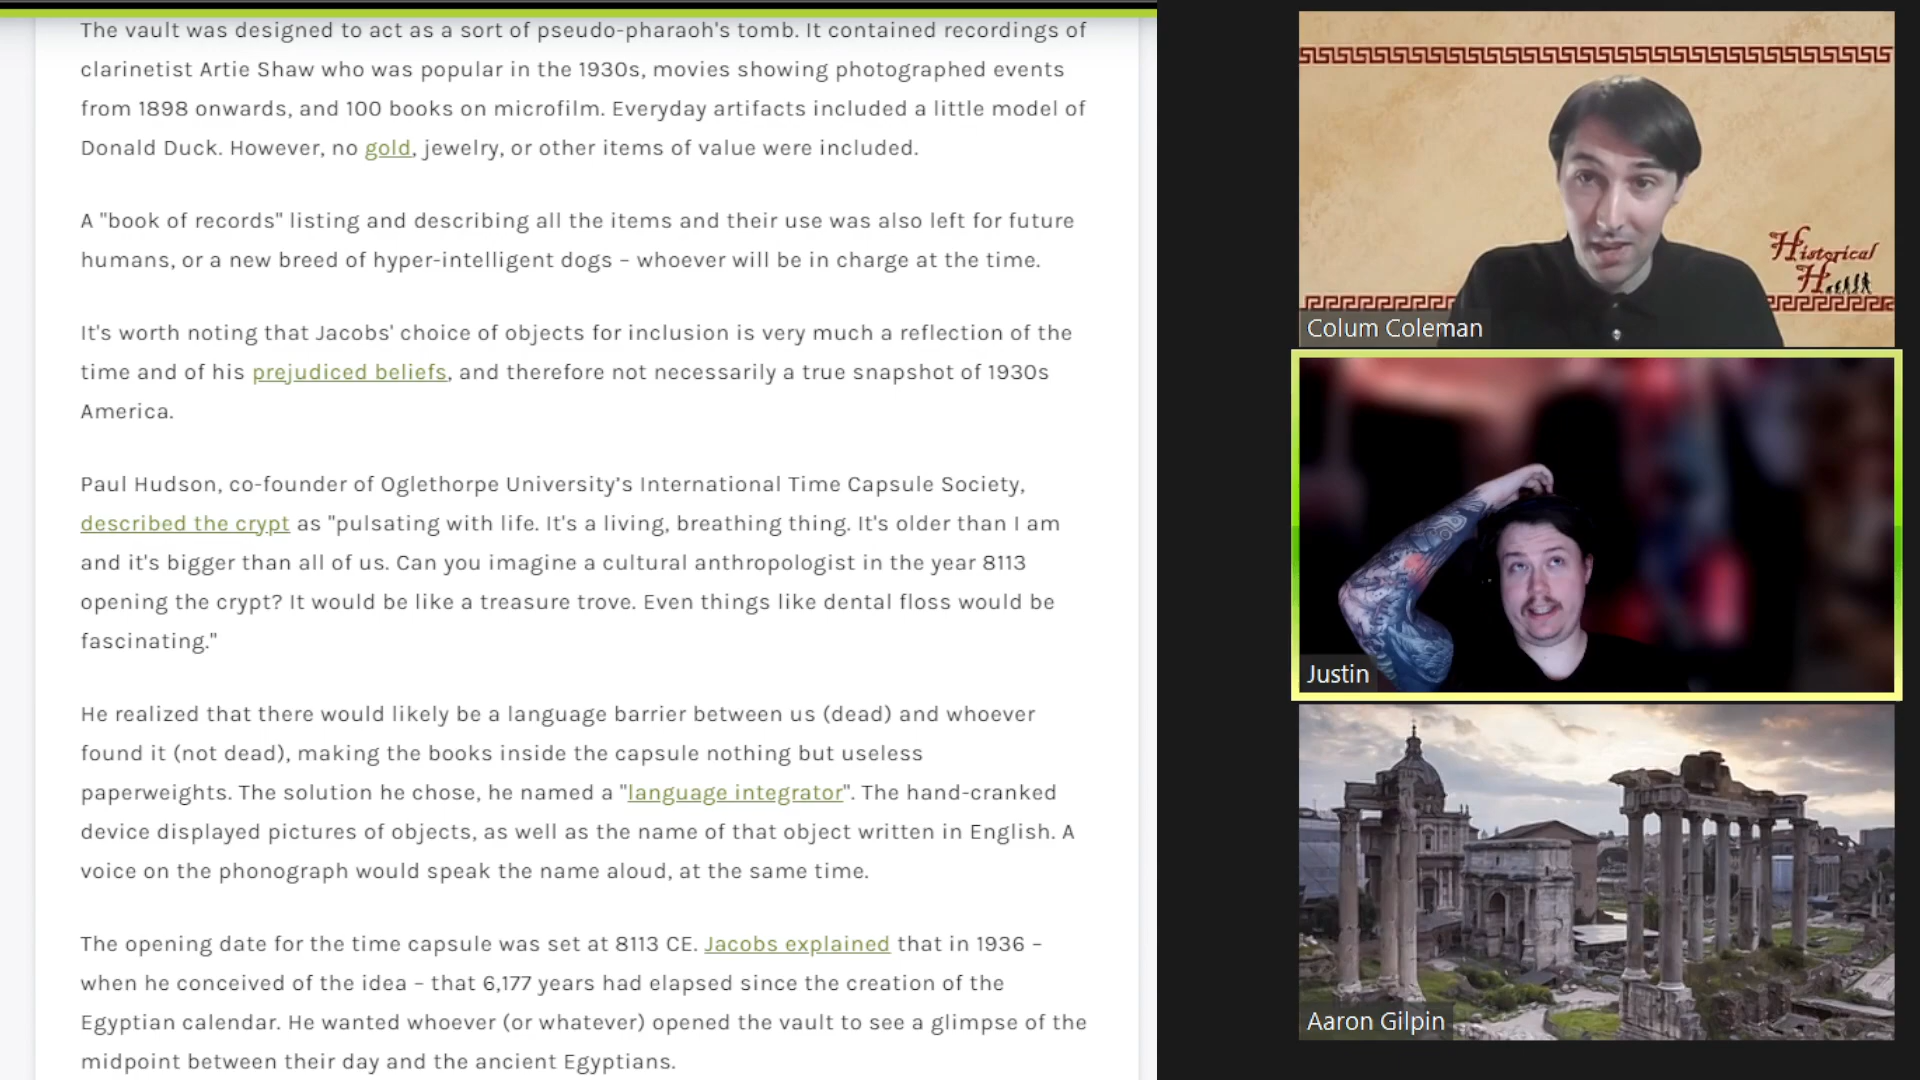 The vault was designed to act as a sort of pseudo-pharaoh's tomb. It contained recordings of
clarinetist Artie Shaw who was popular in the 1930s, movies showing photographed events
from 1898 onwards, and 100 books on microfilm. Everyday artifacts included a little model of
Donald Duck. However, no gold, jewelry, or other items of value were included.
A "book of records" listing and describing all the items and their use was also left for future
humans, or a new breed of hyper-intelligent dogs – whoever will be in charge at the time.
It's worth noting that Jacobs' choice of objects for inclusion is very much a reflection of the
time and of his prejudiced beliefs, and therefore not necessarily a true snapshot of 1930s
America.
Paul Hudson, co-founder of Oglethorpe University’s International Time Capsule Society,
described the crypt as "pulsating with life. It's a living, breathing thing. It's older than I am
and it's bigger than all of us. Can you imagine a cultural anthropologist in the year 8113
opening the crypt? It would be like a treasure trove. Even things like dental floss would be
fascinating."
He realized that there would likely be a language barrier between us (dead) and whoever
found it (not dead), making the books inside the capsule nothing but useless
paperweights. The solution he chose, he named a "language integrator". The hand-cranked
device displayed pictures of objects, as well as the name of that object written in English. A
voice on the phonograph would speak the name aloud, at the same time.
The opening date for the time capsule was set at 8113 CE. Jacobs explained that in 1936 –
when he conceived of the idea – that 6,177 years had elapsed since the creation of the
Egyptian calendar. He wanted whoever (or whatever) opened the vault to see a glimpse of the
midpoint between their day and the ancient Egyptians.
Historical
H
Colum Coleman
Justin
Aaron Gilpin